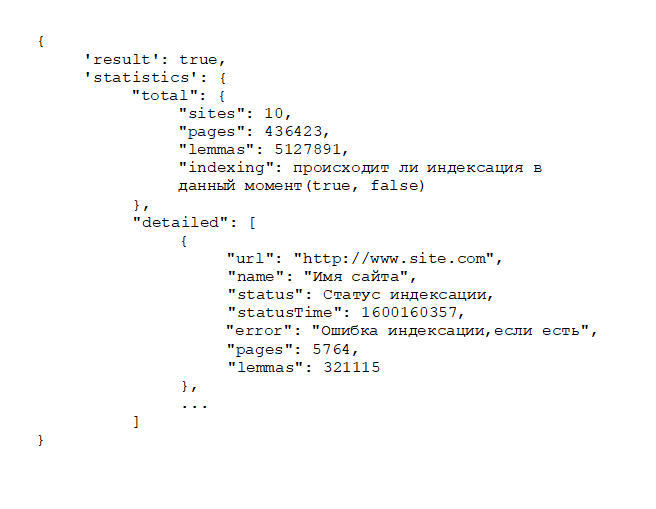 {
'result': true,
'statistics': {
"total": {
"sites": 10,
"pages": 436423,
"lemmas": 5127891,
"indexing": происходит ли индексация в
данный момент(true, false)
},
"detailed": [
{
"url": "http://www.site.com",
"name": "Имя сайта",
"status": Статус индексации,
"statusTime": 1600160357,
"error": "Ошибка индексации,если есть",
"pages": 5764,
"lemmas": 321115
},
...
]
}